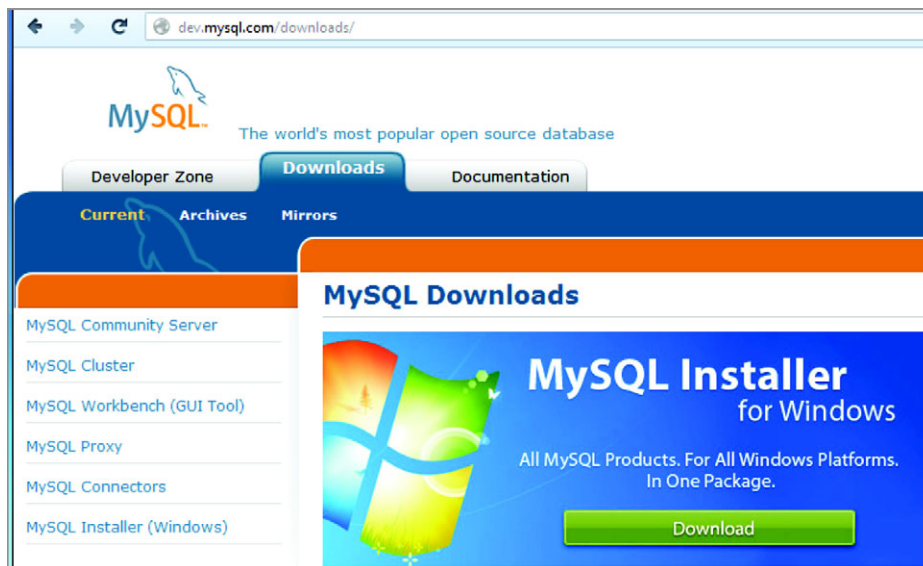 dev.mysql.com/downloads/
MySQL™
The world's most popular open source database
Developer Zone
Downloads
Documentation
Current
Archives
Mirrors
MySQL Community Server
MySQL Cluster
MySQL Workbench (GUI Tool)
MySQL Proxy
MySQL Connectors
MySQL Installer (Windows)
MySQL Downloads
MySQL Installer
for Windows
All MySQL Products. For All Windows Platforms.
In One Package.
Download